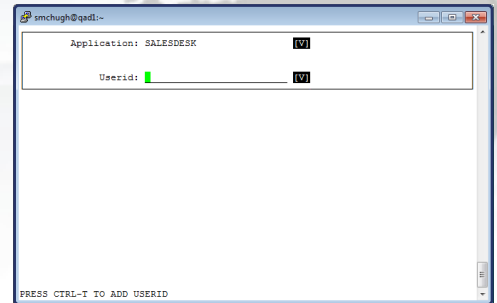 smchugh@qad1:~
Application: SALESDESK [V]
Userid: [V]
PRESS CTRL-T TO ADD USERID